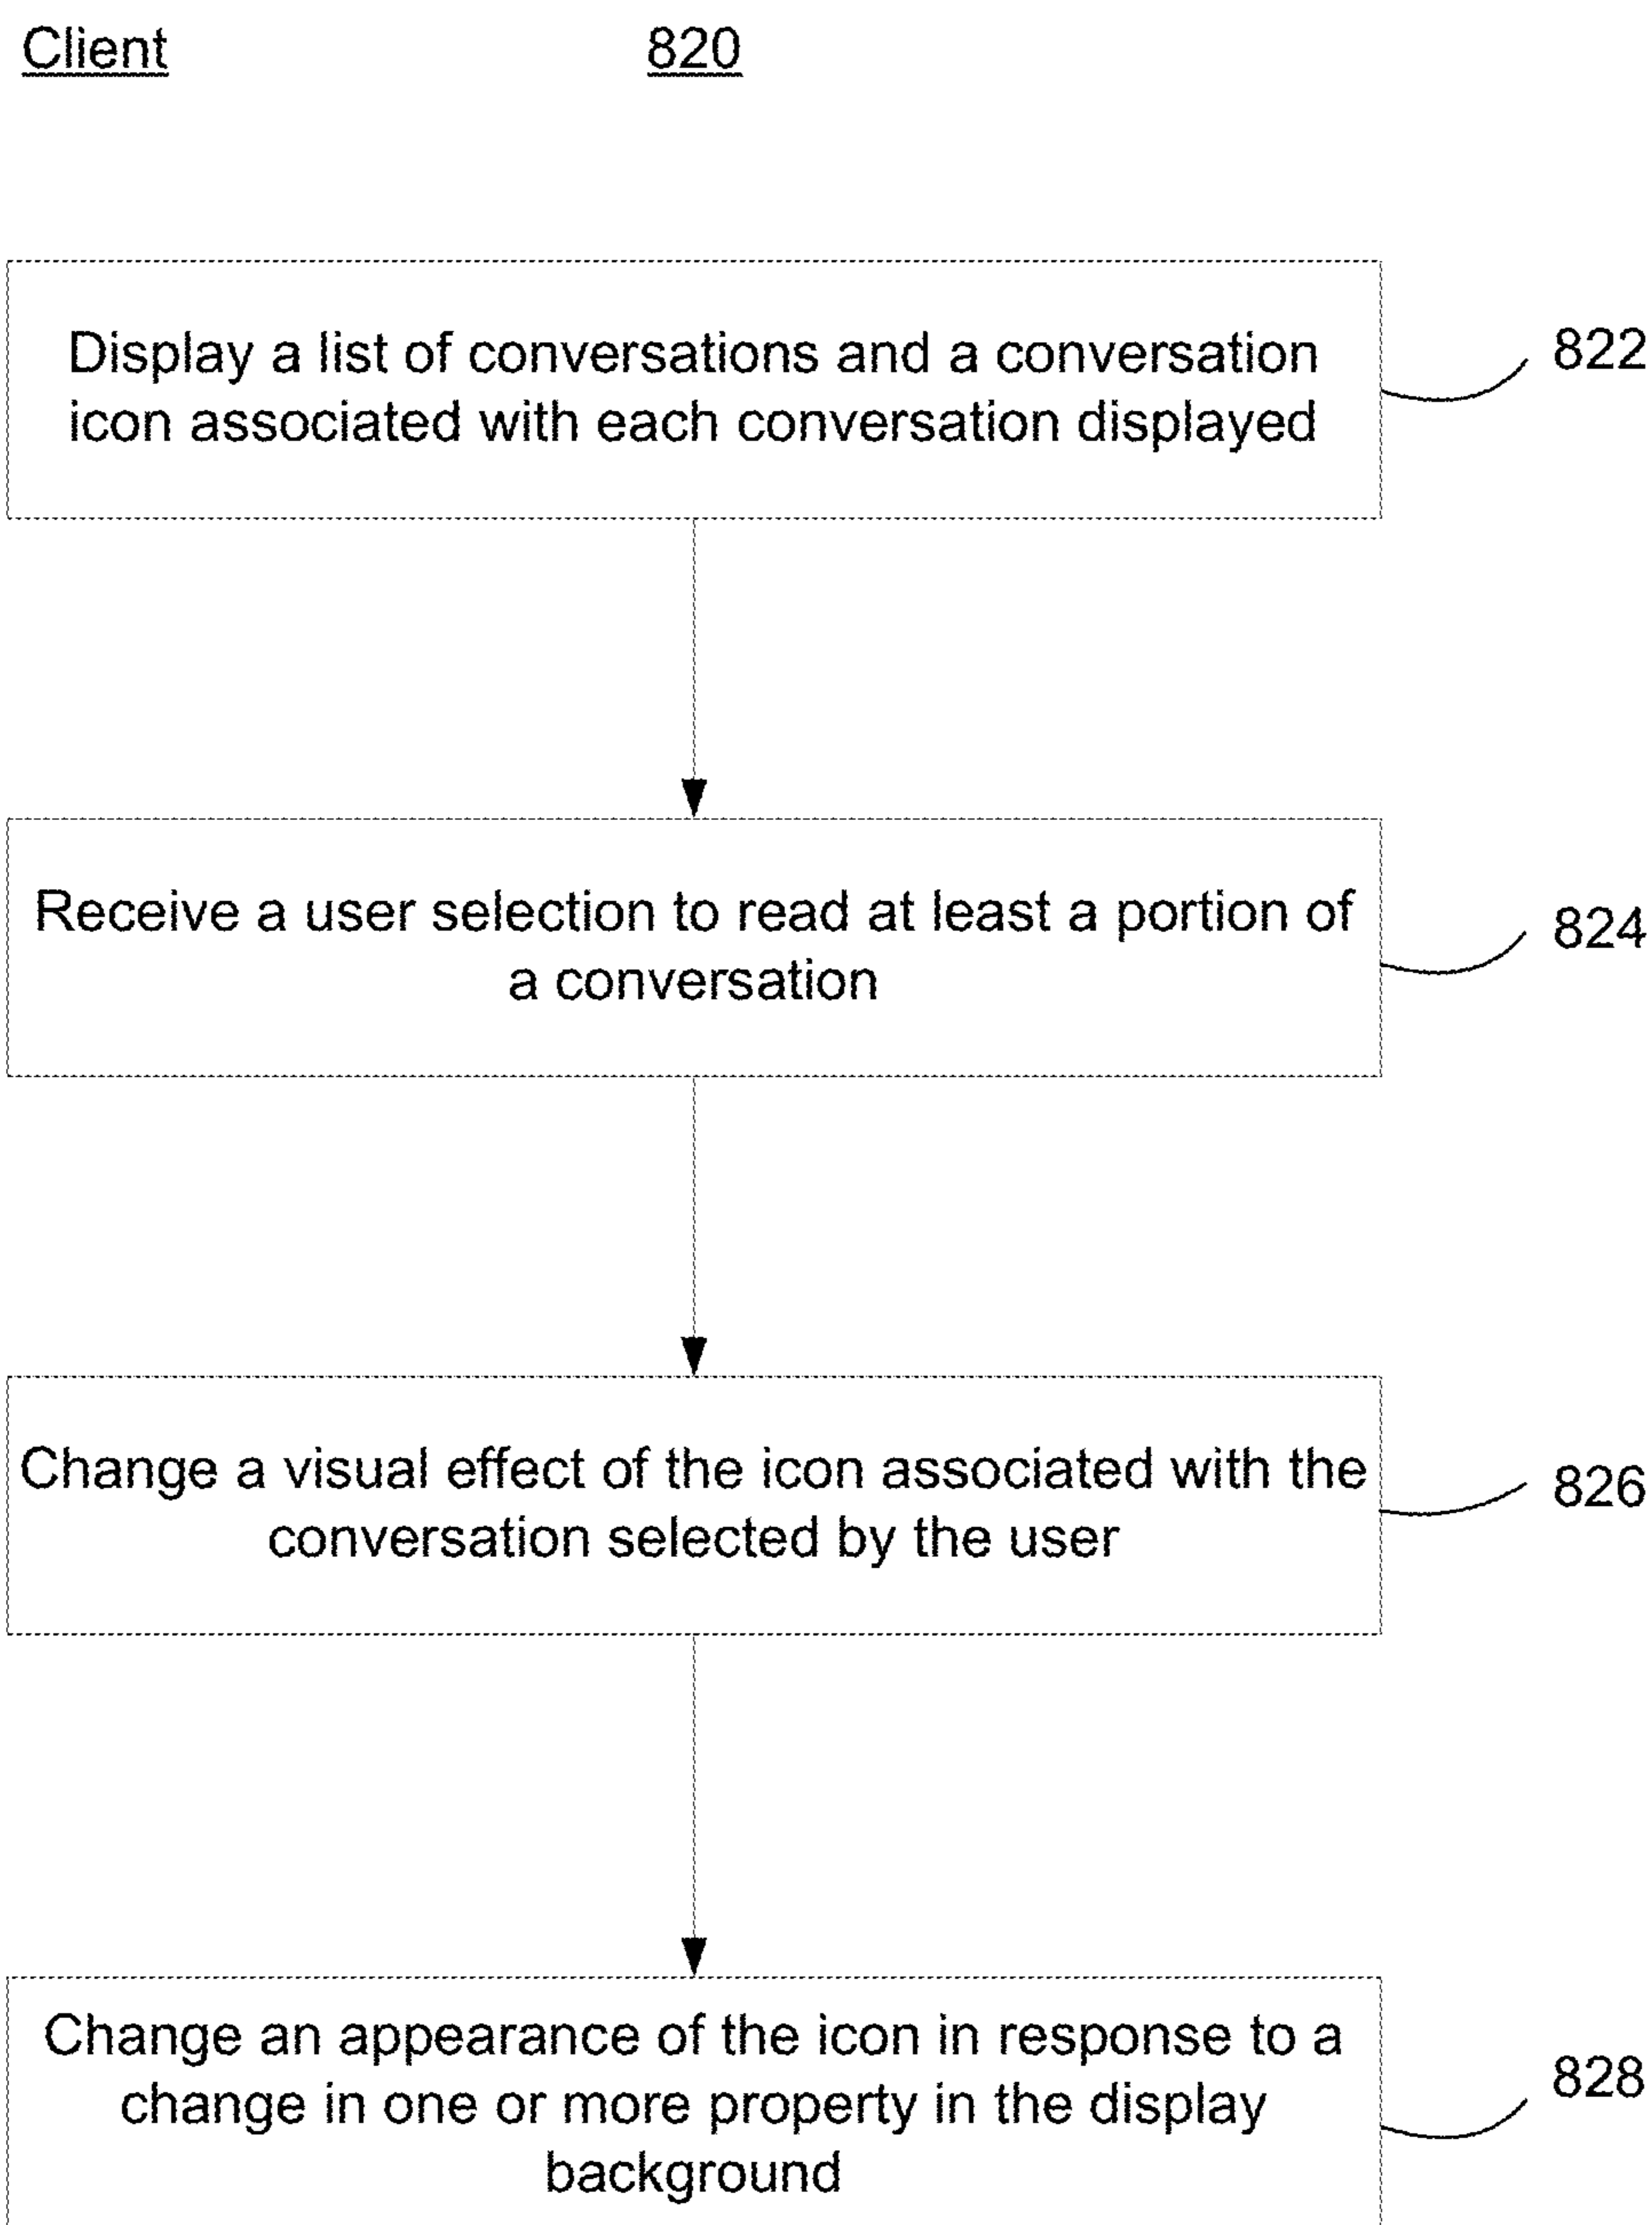 Client 820
Display a list of conversations and a conversation
icon associated with each conversation displayed
822
Receive a user selection to read at least a portion of
a conversation
824
Change a visual effect of the icon associated with the
conversation selected by the user
826
Change an appearance of the icon in response to a
change in one or more property in the display
background
828